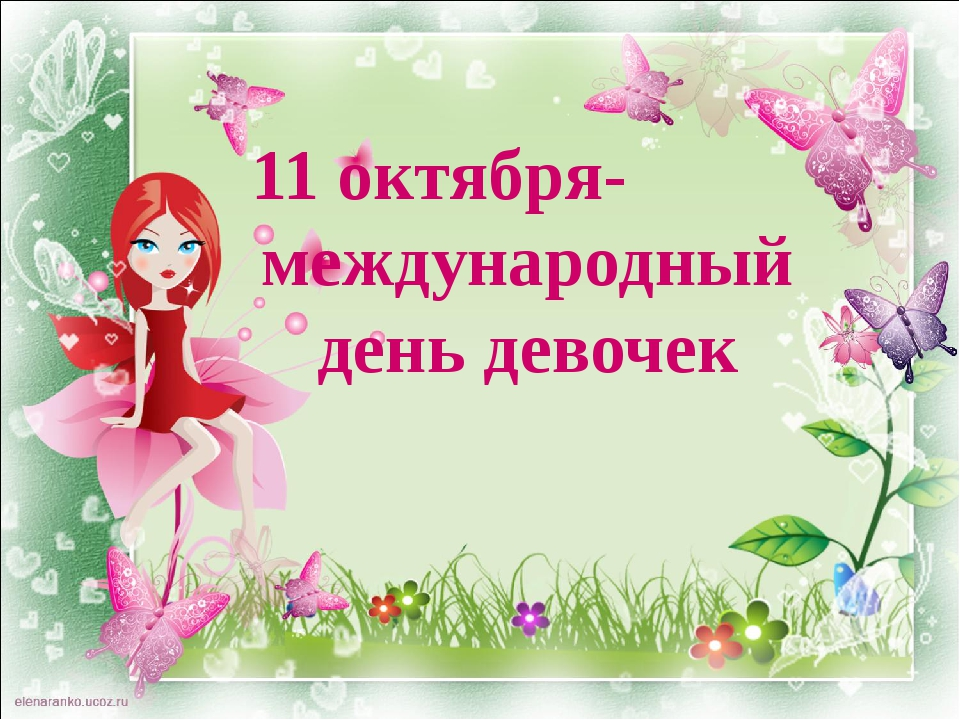 11 октября-
международный
день девочек
elenaranko.ucoz.ru